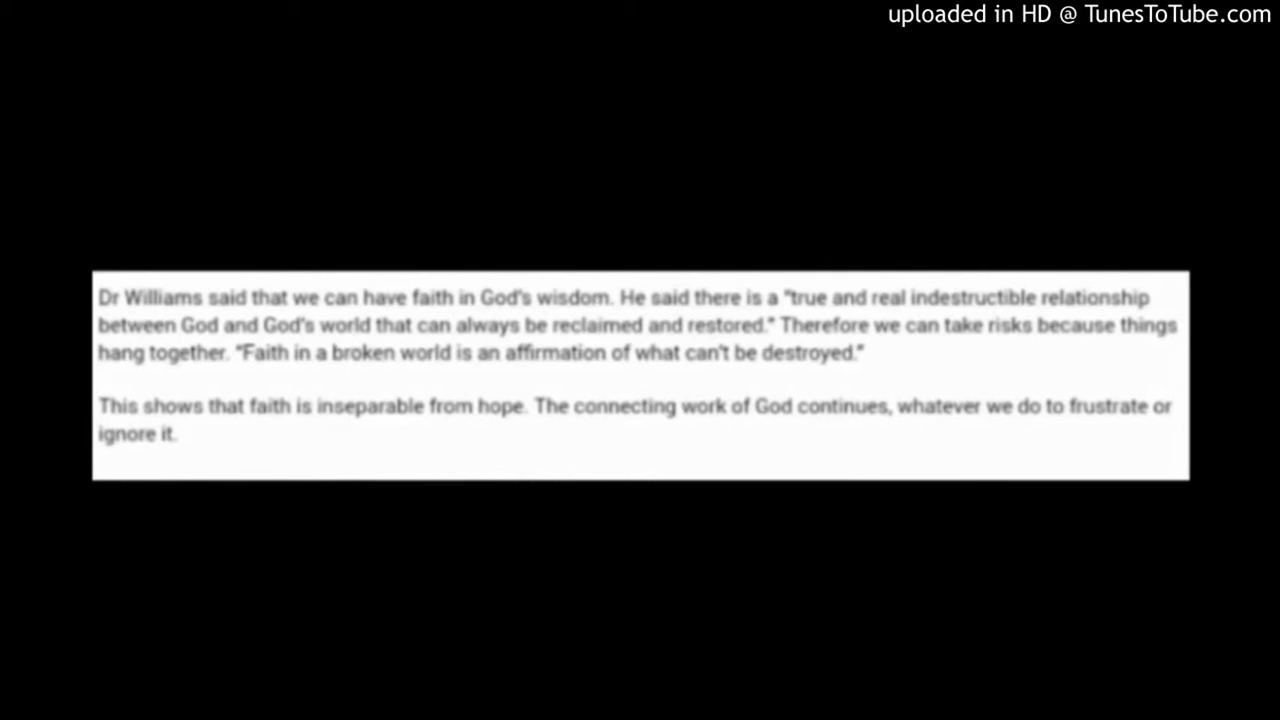 uploaded in HD @ TunesToTube.com
Dr Williams said that we can have faith in God's wisdom. He said there is a "true and real indestructible relationship
between God and God's world that can always be reclaimed and restored." Therefore we can take risks because things
hang together. "Faith in a broken world is an affirmation of what can't be destroyed."
This shows that faith is inseparable from hope. The connecting work of God continues, whatever we do to frustrate or
ignore it.